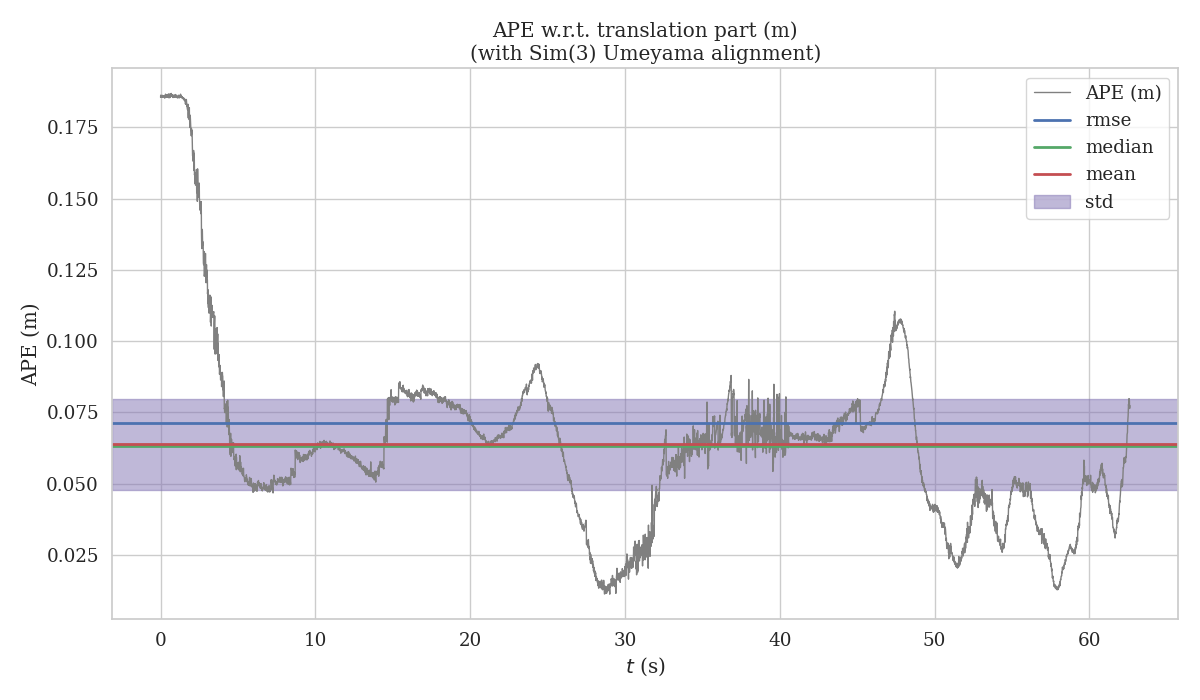 APE w.r.t. translation part (m)
(with Sim(3) Umeyama alignment)
APE (m)
0.175
0.150
0.125
0.100
0.075
0.050
0.025
0
10
20
30
40
50
60
t (s)
APE (m)
rmse
median
mean
std